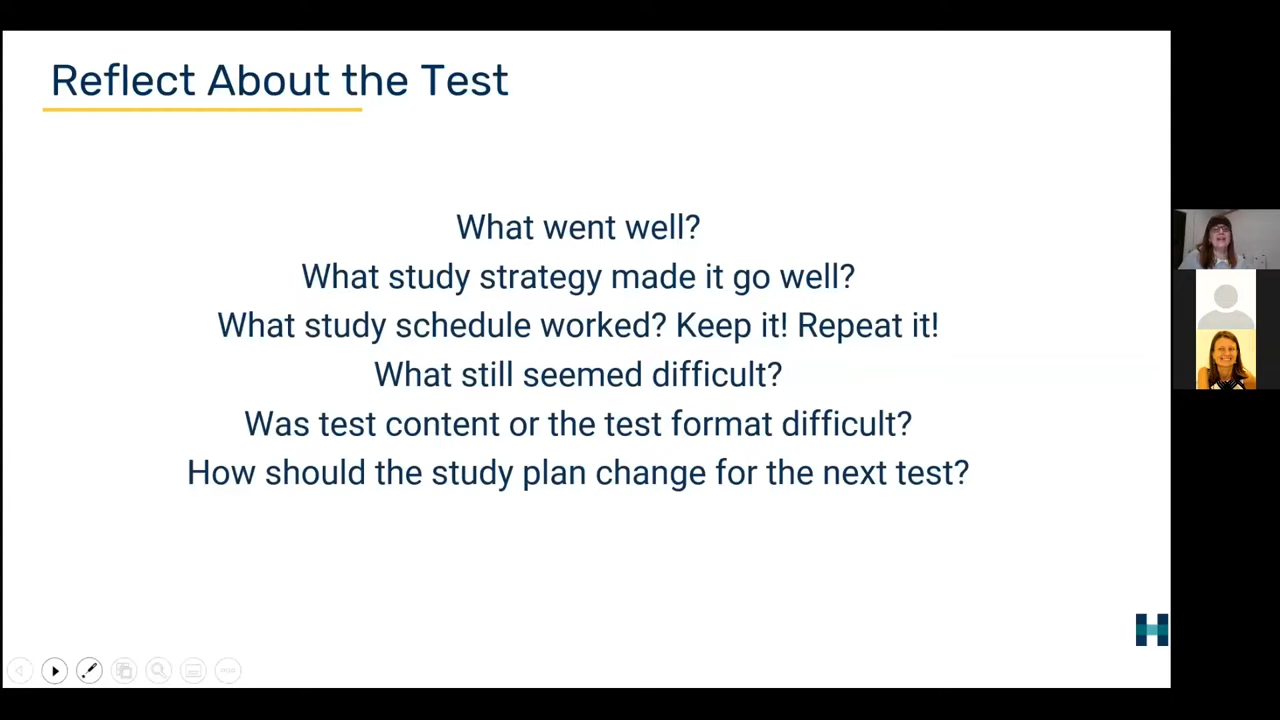 Reflect About the Test
What went well?
What study strategy made it go well?
What study schedule worked? Keep it! Repeat it!
What still seemed difficult?
Was test content or the test format difficult?
How should the study plan change for the next test?
H